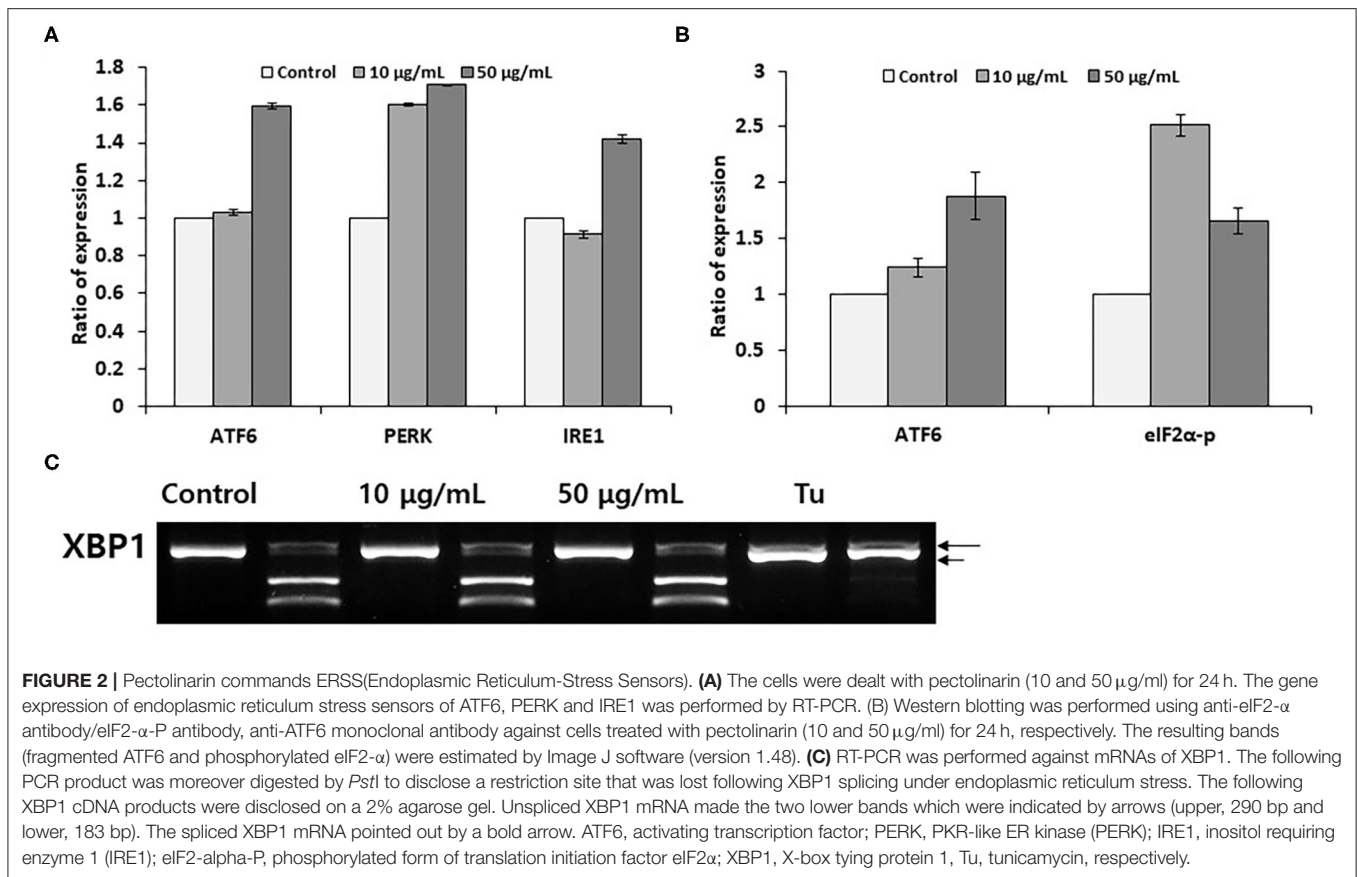 A
Control 10 µg/mL 50 µg/mL
1.8
1.6
1.4
1.2
1
0.8
0.6
0.4
0.2
0
Ratio of expression
ATF6 PERK IRE1
B
Control 10 µg/mL 50 µg/mL
3
2.5
2
1.5
1
0.5
0
Ratio of expression
ATF6 eIF2α-p
C
Control 10 µg/mL 50 µg/mL Tu
XBP1
FIGURE 2 | Pectolinarin commands ERSS(Endoplasmic Reticulum-Stress Sensors). (A) The cells were dealt with pectolinarin (10 and 50 µg/ml) for 24 h. The gene
expression of endoplasmic reticulum stress sensors of ATF6, PERK and IRE1 was performed by RT-PCR. (B) Western blotting was performed using anti-eIF2-α
antibody/eIF2-α-P antibody, anti-ATF6 monoclonal antibody against cells treated with pectolinarin (10 and 50 µg/ml) for 24 h, respectively. The resulting bands
(fragmented ATF6 and phosphorylated eIF2-α) were estimated by Image J software (version 1.48). (C) RT-PCR was performed against mRNAs of XBP1. The following
PCR product was moreover digested by PstI to disclose a restriction site that was lost following XBP1 splicing under endoplasmic reticulum stress. The following
XBP1 cDNA products were disclosed on a 2% agarose gel. Unspliced XBP1 mRNA made the two lower bands which were indicated by arrows (upper, 290 bp and
lower, 183 bp). The spliced XBP1 mRNA pointed out by a bold arrow. ATF6, activating transcription factor; PERK, PKR-like ER kinase (PERK); IRE1, inositol requiring
enzyme 1 (IRE1); eIF2-alpha-P, phosphorylated form of translation initiation factor eIF2α; XBP1, X-box tying protein 1, Tu, tunicamycin, respectively.